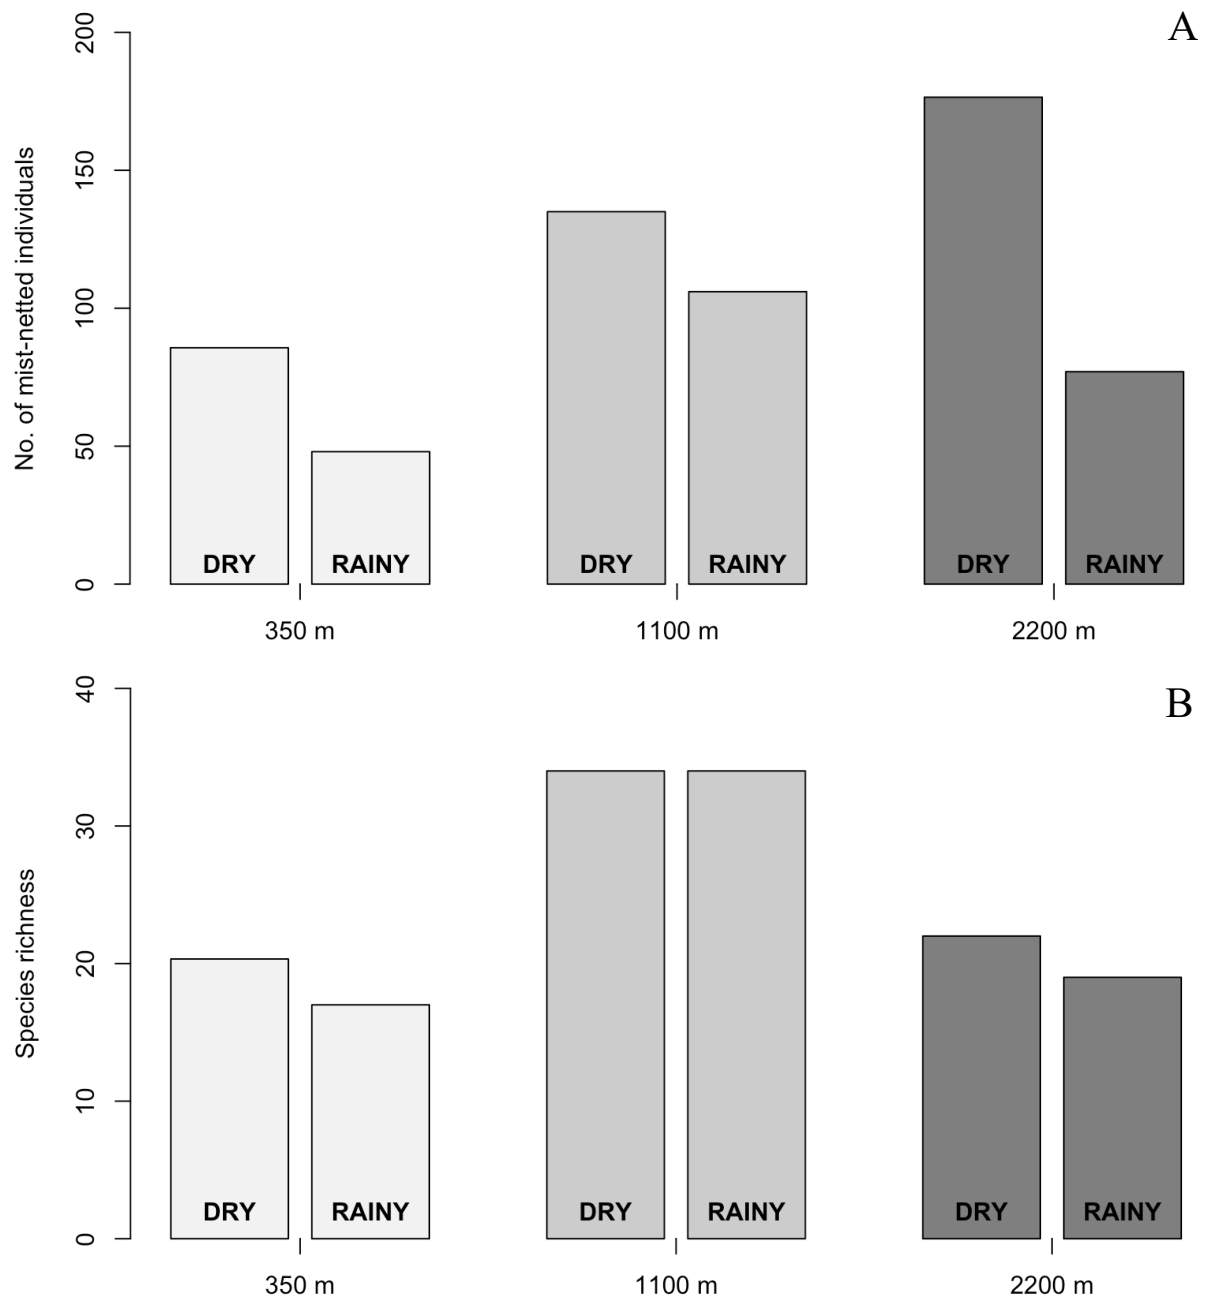 A
No. of mist-netted individuals
200
150
100
50
0
DRY RAINY DRY RAINY DRY RAINY
350 m 1100 m 2200 m
B
Species richness
40
30
20
10
0
DRY RAINY DRY RAINY DRY RAINY
350 m 1100 m 2200 m